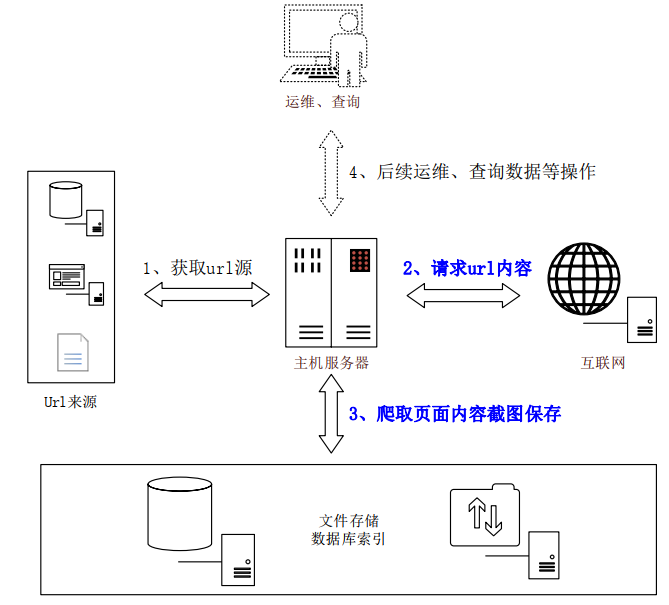 运维、查询
4、后续运维、查询数据等操作
1、获取url源
2、请求url内容
主机服务器
互联网
Url来源
3、爬取页面内容截图保存
文件存储
数据库索引